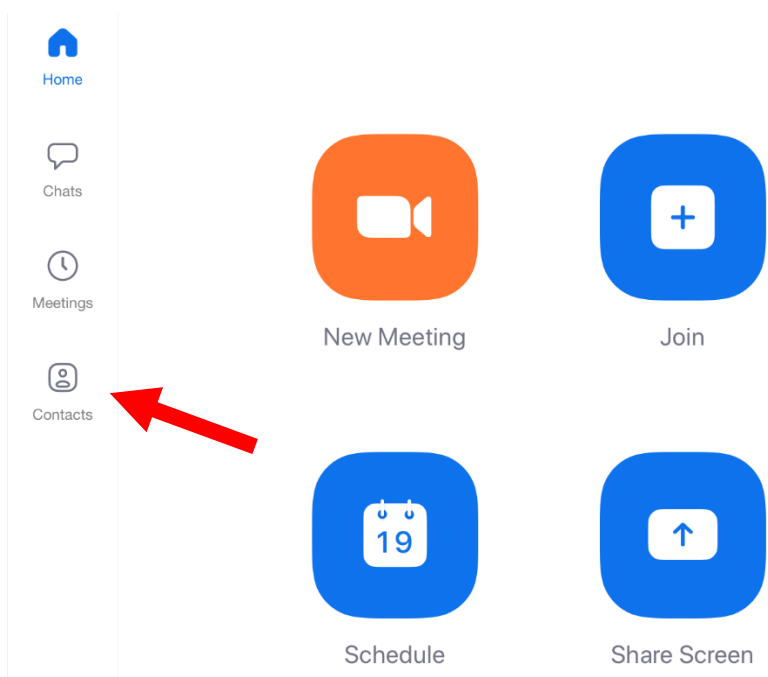 Home
Chats
Meetings
Contacts
New Meeting
Join
19
Schedule
Share Screen